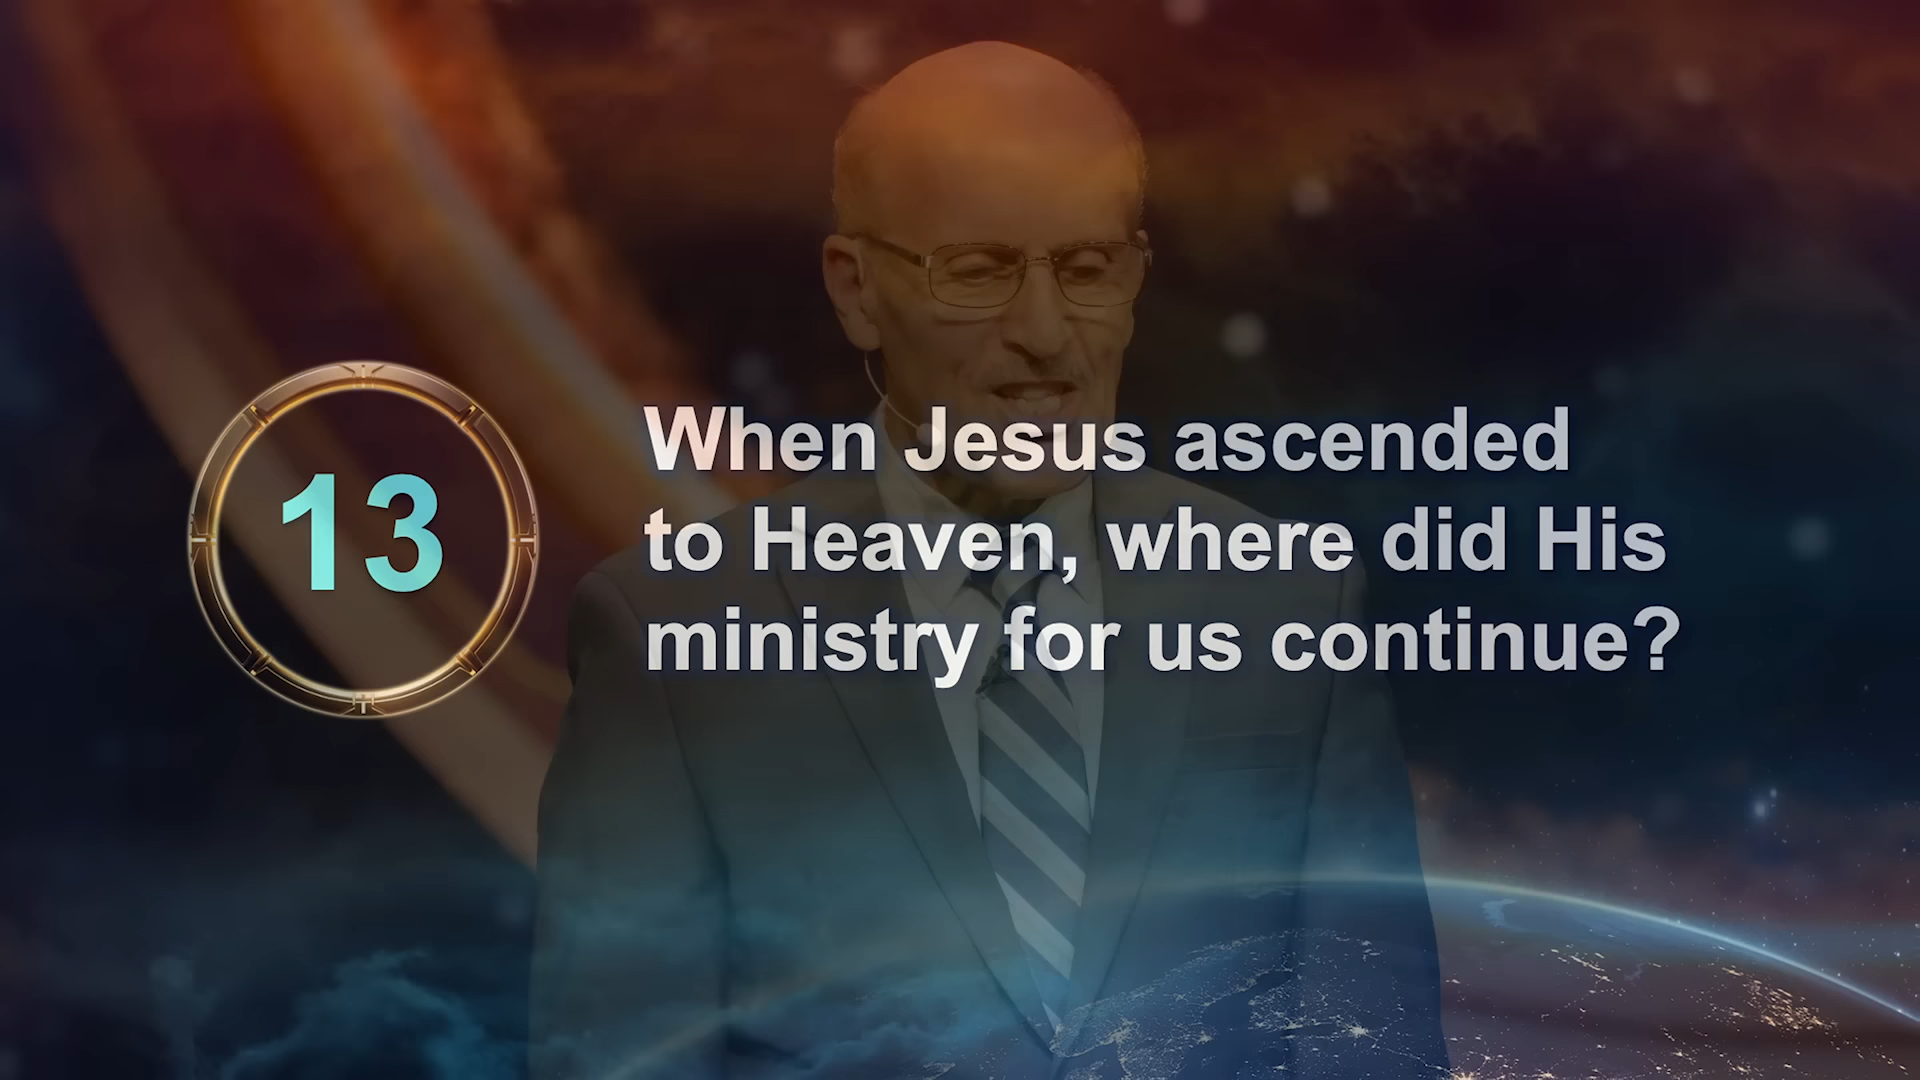 13
When Jesus ascended
to Heaven, where did His
ministry for us continue?